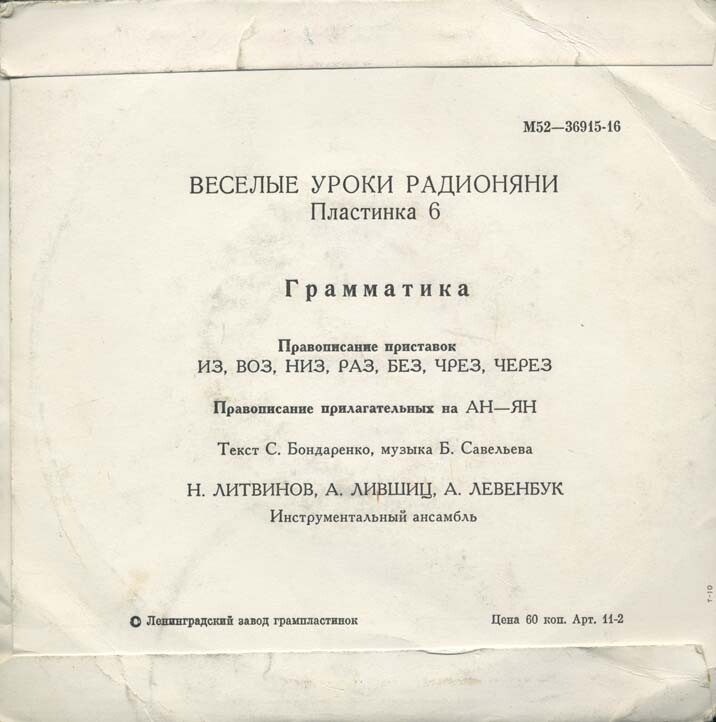 М52—36915-16
ВЕСЕЛЫЕ УРОКИ РАДИОНЯНИ
Пластинка 6
Грамматика
Правописание приставок
ИЗ, ВОЗ, НИЗ, РАЗ, БЕЗ, ЧРЕЗ, ЧЕРЕЗ
Правописание прилагательных на АН—ЯН
Текст С. Бондаренко, музыка Б. Савельева
Н. ЛИТВИНОВ, А. ЛИВШИЦ, А. ЛЕВЕНБУК
Инструментальный ансамбль
Т-10
Ленинградский завод грампластинок
Цена 60 коп. Арт. 11-2